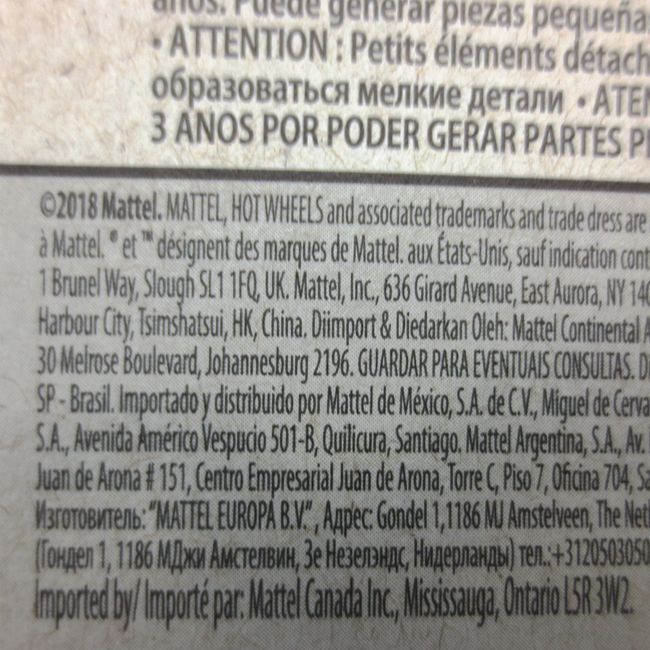 años. Puede generar piezas pequeñas
• ATTENTION : Petits éléments détach
образоваться мелкие детали • ATEN
3 ANOS POR PODER GERAR PARTES PE
©2018 Mattel. MATTEL, HOT WHEELS and associated trademarks and trade dress are
à Mattel. ® et ™ désignent des marques de Mattel. aux États-Unis, sauf indication cont
1 Brunel Way, Slough SL1 1FQ, UK. Mattel, Inc., 636 Girard Avenue, East Aurora, NY 140
Harbour City, Tsimshatsui, HK, China. Diimport & Diedarkan Oleh: Mattel Continental A
30 Melrose Boulevard, Johannesburg 2196. GUARDAR PARA EVENTUAIS CONSULTAS. Di
SP - Brasil. Importado y distribuido por Mattel de México, S.A. de C.V., Miguel de Cerva
S.A., Avenida Américo Vespucio 501-B, Quilicura, Santiago. Mattel Argentina, S.A., Av.
Juan de Arona # 151, Centro Empresarial Juan de Arona, Torre C, Piso 7, Oficina 704, Sa
Изготовитель: "MATTEL EUROPA B.V." , Адрес: Gondel 1,1186 MJ Amstelveen, The Neth
(Гондел 1, 1186 МДжи Амстелвин, Зе Незелэндс, Нидерланды) тел.:+3120503050
Imported by/ Importé par: Mattel Canada Inc., Mississauga, Ontario L5R 3W2.